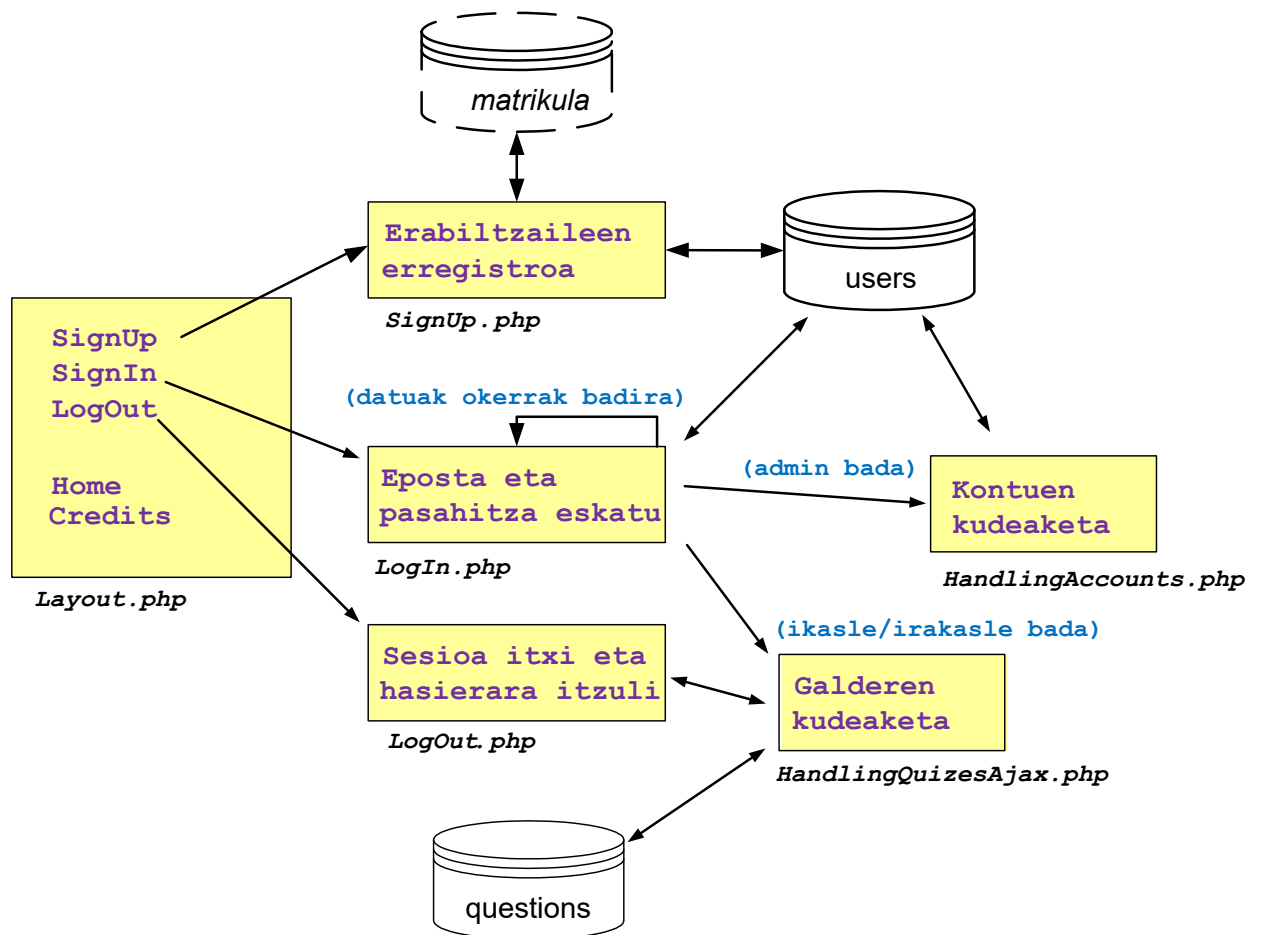 matrikula
Erabiltzaileen
erregistroa
SignUp.php
users
SignUp
SignIn
LogOut
Home
Credits
Layout.php
(datuak okerrak badira)
Eposta eta
pasahitza eskatu
LogIn.php
(admin bada)
Kontuen
kudeaketa
HandlingAccounts.php
(ikasle/irakasle bada)
Sesioa itxi eta
hasierara itzuli
LogOut.php
Galderen
kudeaketa
HandlingQuizesAjax.php
questions